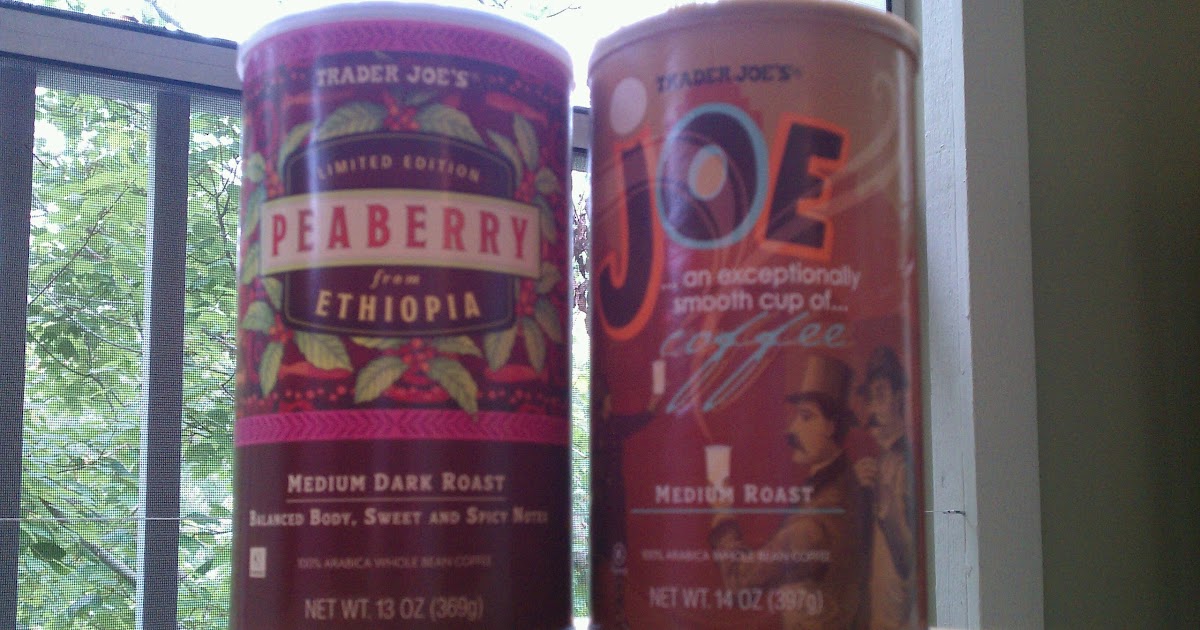 TRADER JOE'S
LIMITED EDITION
PEABERRY
from
ETHIOPIA
MEDIUM DARK ROAST
BALANCED BODY, SWEET AND SPICY NOTES
100% ARABICA WHOLE BEAN COFFEE
NET WT. 13 OZ (369g)
TRADER JOE'S
JOE
... an exceptionally
smooth cup of...
coffee
MEDIUM ROAST
100% ARABICA WHOLE BEAN COFFEE
NET WT. 14 OZ (397g)